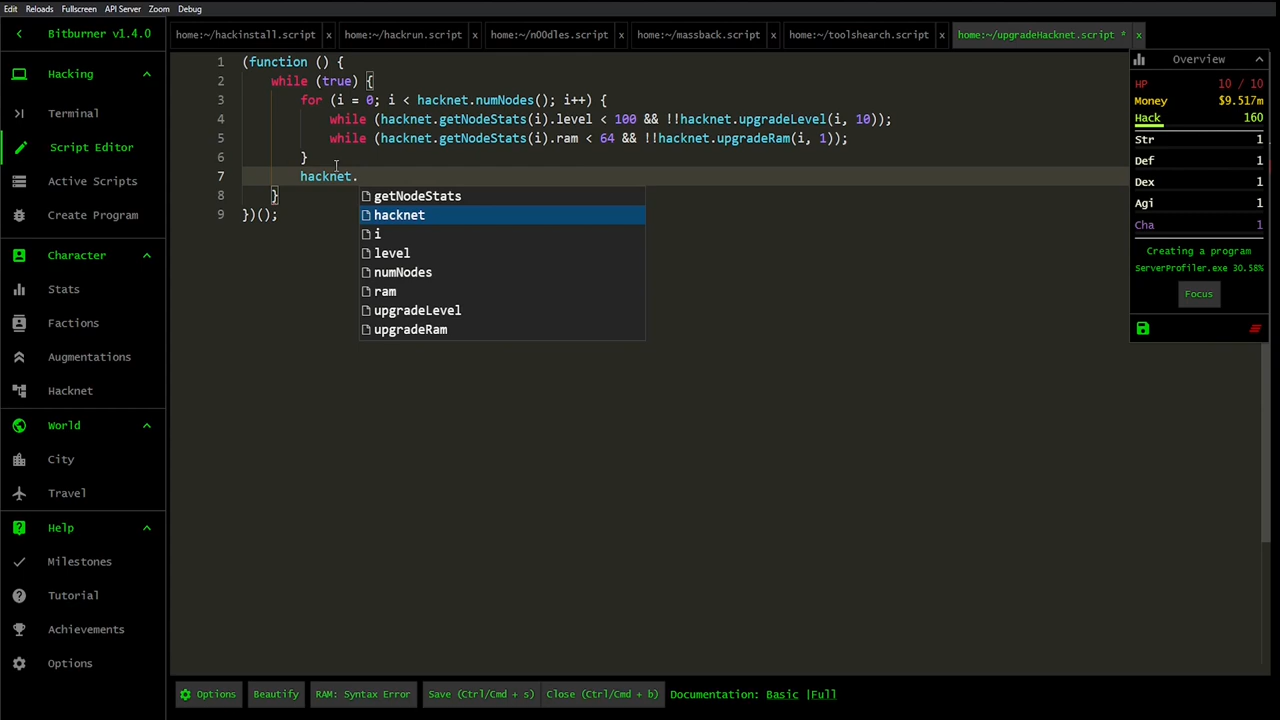 Edit Reloads Fullscreen API Server Zoom Debug
Bitburner v1.4.0
Hacking
Terminal
Script Editor
Active Scripts
Create Program
Character
Stats
Factions
Augmentations
Hacknet
World
City
Travel
Help
Milestones
Tutorial
Achievements
Options
home:~/hackinstall.script x home:~/hackrun.script x home:~/n00dles.script x home:~/massback.script x home:~/toolshearch.script x home:~/upgradeHacknet.script * x
1 (function () {
2 while (true) {
3 for (i = 0; i < hacknet.numNodes(); i++) {
4 while (hacknet.getNodeStats(i).level < 100 && !!hacknet.upgradeLevel(i, 10));
5 while (hacknet.getNodeStats(i).ram < 64 && !!hacknet.upgradeRam(i, 1));
6 }
7 hacknet.
8 }
9 })();
getNodeStats
hacknet
i
level
numNodes
ram
upgradeLevel
upgradeRam
Overview
HP 10 / 10
Money $9.517m
Hack 160
Str 1
Def 1
Dex 1
Agi 1
Cha 1
Creating a program
ServerProfiler.exe 30.58%
Focus
Options Beautify RAM: Syntax Error Save (Ctrl/Cmd + s) Close (Ctrl/Cmd + b) Documentation: Basic |Full